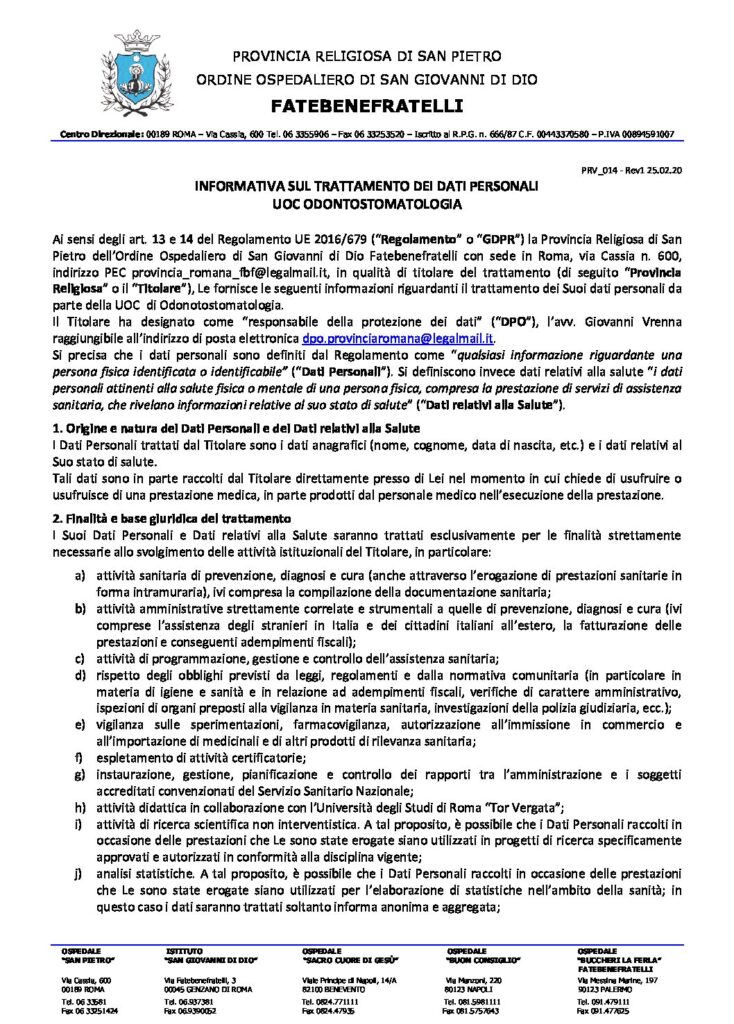 PROVINCIA RELIGIOSA DI SAN PIETRO
ORDINE OSPEDALIERO DI SAN GIOVANNI DI DIO
FATEBENEFRATELLI
Centro Direzionale: 00189 ROMA – Via Cassia, 600 Tel. 06 3355906 – Fax 06 33253520 – Iscritto al R.P.G. n. 666/87 C.F. 00443370580 – P.IVA 00894591007
PRV_014 - Rev1 25.02.20
INFORMATIVA SUL TRATTAMENTO DEI DATI PERSONALI
UOC ODONTOSTOMATOLOGIA
Ai sensi degli art. 13 e 14 del Regolamento UE 2016/679 ("Regolamento" o "GDPR") la Provincia Religiosa di San
Pietro dell'Ordine Ospedaliero di San Giovanni di Dio Fatebenefratelli con sede in Roma, via Cassia n. 600,
indirizzo PEC provincia_romana_fbf@legalmail.it, in qualità di titolare del trattamento (di seguito "Provincia
Religiosa" o il "Titolare"), Le fornisce le seguenti informazioni riguardanti il trattamento dei Suoi dati personali da
parte della UOC di Odonotostomatologia.
Il Titolare ha designato come "responsabile della protezione dei dati" ("DPO"), l'avv. Giovanni Vrenna
raggiungibile all'indirizzo di posta elettronica dpo.provinciaromana@legalmail.it.
Si precisa che i dati personali sono definiti dal Regolamento come "qualsiasi informazione riguardante una
persona fisica identificata o identificabile" ("Dati Personali"). Si definiscono invece dati relativi alla salute "i dati
personali attinenti alla salute fisica o mentale di una persona fisica, compresa la prestazione di servizi di assistenza
sanitaria, che rivelano informazioni relative al suo stato di salute" ("Dati relativi alla Salute").
1. Origine e natura dei Dati Personali e dei Dati relativi alla Salute
I Dati Personali trattati dal Titolare sono i dati anagrafici (nome, cognome, data di nascita, etc.) e i dati relativi al
Suo stato di salute.
Tali dati sono in parte raccolti dal Titolare direttamente presso di Lei nel momento in cui chiede di usufruire o
usufruisce di una prestazione medica, in parte prodotti dal personale medico nell'esecuzione della prestazione.
2. Finalità e base giuridica del trattamento
I Suoi Dati Personali e Dati relativi alla Salute saranno trattati esclusivamente per le finalità strettamente
necessarie allo svolgimento delle attività istituzionali del Titolare, in particolare:
a) attività sanitaria di prevenzione, diagnosi e cura (anche attraverso l'erogazione di prestazioni sanitarie in
forma intramuraria), ivi compresa la compilazione della documentazione sanitaria;
b) attività amministrative strettamente correlate e strumentali a quelle di prevenzione, diagnosi e cura (ivi
comprese l'assistenza degli stranieri in Italia e dei cittadini italiani all'estero, la fatturazione delle
prestazioni e conseguenti adempimenti fiscali);
c) attività di programmazione, gestione e controllo dell'assistenza sanitaria;
d) rispetto degli obblighi previsti da leggi, regolamenti e dalla normativa comunitaria (in particolare in
materia di igiene e sanità e in relazione ad adempimenti fiscali, verifiche di carattere amministrativo,
ispezioni di organi preposti alla vigilanza in materia sanitaria, investigazioni della polizia giudiziaria, ecc.);
e) vigilanza sulle sperimentazioni, farmacovigilanza, autorizzazione all'immissione in commercio e
all'importazione di medicinali e di altri prodotti di rilevanza sanitaria;
f) espletamento di attività certificatorie;
g) instaurazione, gestione, pianificazione e controllo dei rapporti tra l'amministrazione e i soggetti
accreditati convenzionati del Servizio Sanitario Nazionale;
h) attività didattica in collaborazione con l'Università degli Studi di Roma "Tor Vergata";
i) attività di ricerca scientifica non interventistica. A tal proposito, è possibile che i Dati Personali raccolti in
occasione delle prestazioni che Le sono state erogate siano utilizzati in progetti di ricerca specificamente
approvati e autorizzati in conformità alla disciplina vigente;
j) analisi statistiche. A tal proposito, è possibile che i Dati Personali raccolti in occasione delle prestazioni
che Le sono state erogate siano utilizzati per l'elaborazione di statistiche nell'ambito della sanità; in
questo caso i dati saranno trattati soltanto informa anonima e aggregata;
OSPEDALE
"SAN PIETRO"
Via Cassia, 600
00189 ROMA
Tel. 06 33581
Fax 06 33251424
ISTITUTO
"SAN GIOVANNI DI DIO"
Via Fatebenefratelli, 3
00045 GENZANO DI ROMA
Tel. 06.937381
Fax 06.9390052
OSPEDALE
"SACRO CUORE DI GESÙ"
Viale Principe di Napoli, 14/A
82100 BENEVENTO
Tel. 0824.771111
Fax 0824.47935
OSPEDALE
"BUON CONSIGLIO"
Via Manzoni, 220
80123 NAPOLI
Tel. 081.5981111
Fax 081.5757643
OSPEDALE
"BUCCHERI LA FERLA"
FATEBENEFRATELLI
Via Messina Marine, 197
90123 PALERMO
Tel. 091.479111
Fax 091.477625